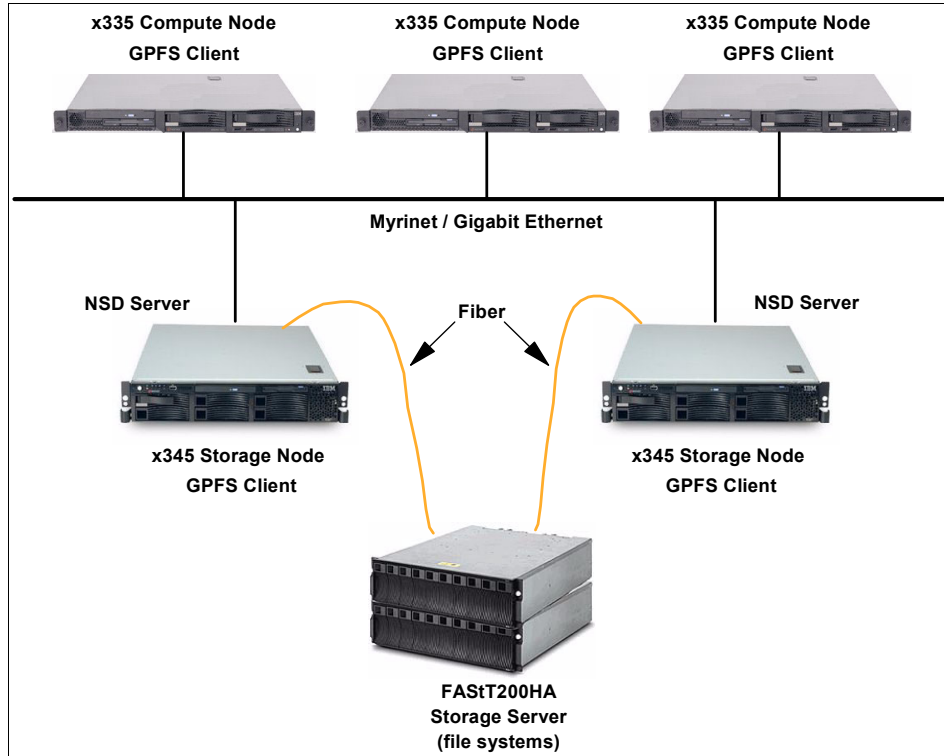 x335 Compute Node
GPFS Client
x335 Compute Node
GPFS Client
x335 Compute Node
GPFS Client
Myrinet / Gigabit Ethernet
NSD Server
Fiber
NSD Server
IBM
IBM
x345 Storage Node
GPFS Client
x345 Storage Node
GPFS Client
FAStT200HA
Storage Server
(file systems)